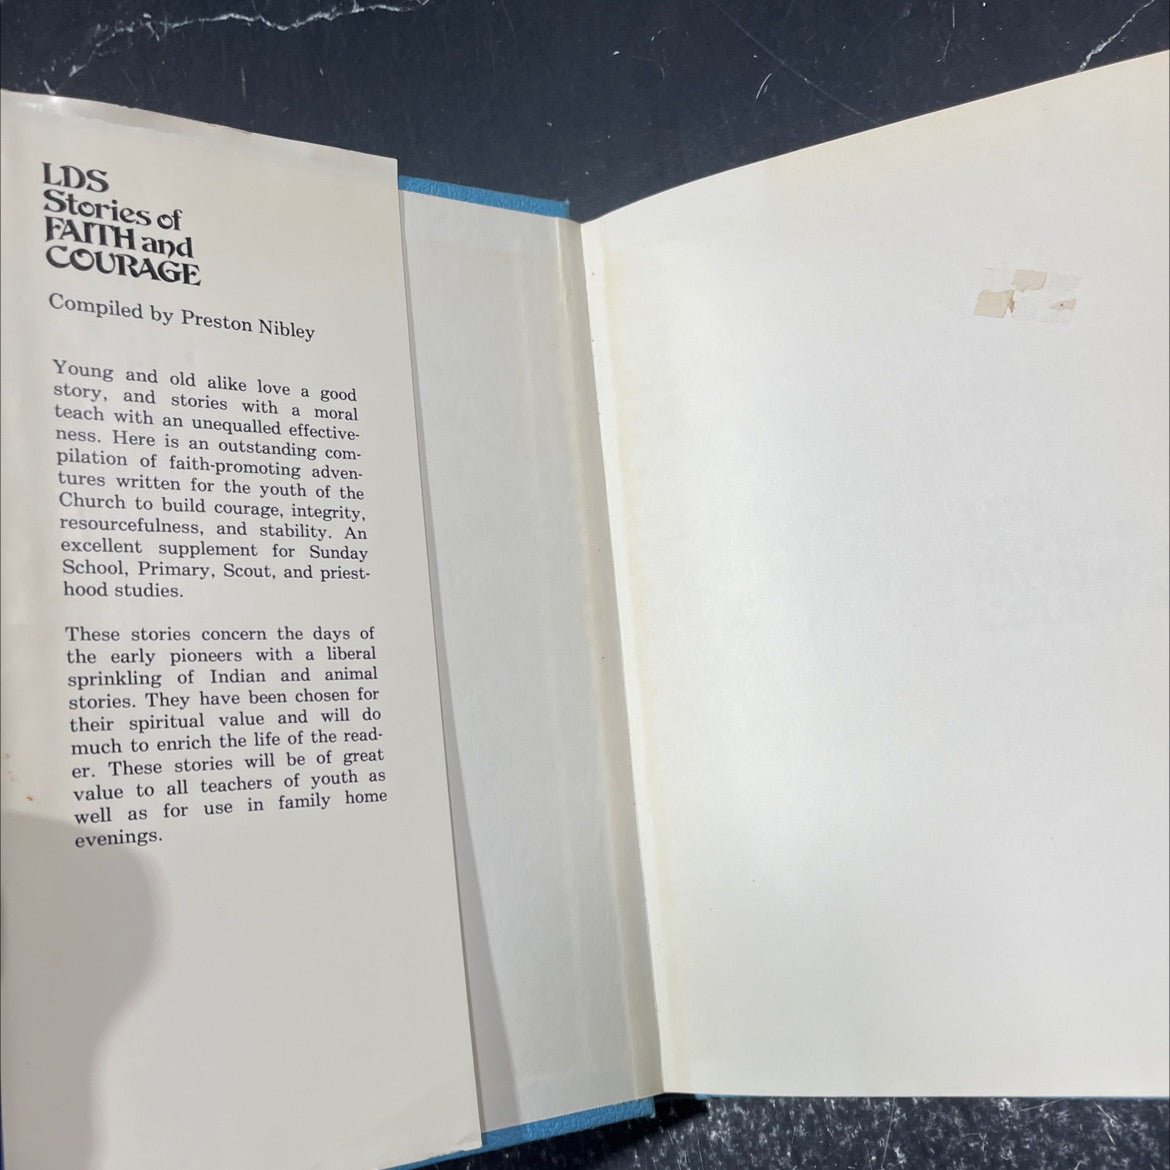 LDS
Stories of
FAITH and
COURAGE
Compiled by Preston Nibley
Young and old alike love a good
story, and stories with a moral
teach with an unequalled effective-
ness. Here is an outstanding com-
pilation of faith-promoting adven-
tures written for the youth of the
Church to build courage, integrity,
resourcefulness, and stability. An
excellent supplement for Sunday
School, Primary, Scout, and priest-
hood studies.
These stories concern the days of
the early pioneers with a liberal
sprinkling of Indian and animal
stories. They have been chosen for
their spiritual value and will do
much to enrich the life of the read-
er. These stories will be of great
value to all teachers of youth as
well as for use in family home
evenings.